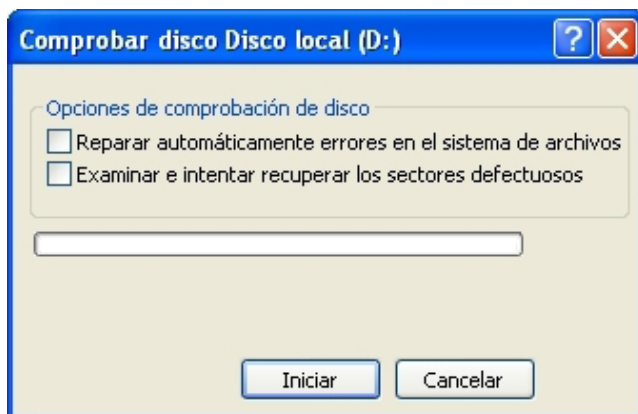 Comprobar disco Disco local (D:)
Opciones de comprobación de disco
Reparar automáticamente errores en el sistema de archivos
Examinar e intentar recuperar los sectores defectuosos
Iniciar
Cancelar